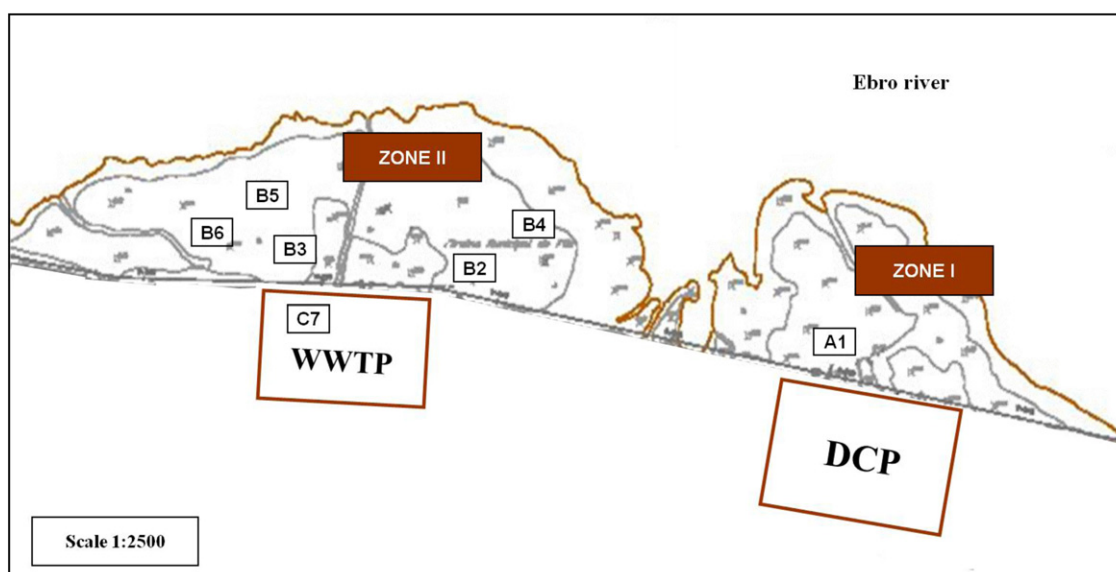 Ebro river
ZONE II
B5
B6
B4
B3
B2
ZONE I
C7
WWTP
A1
DCP
Scale 1:2500